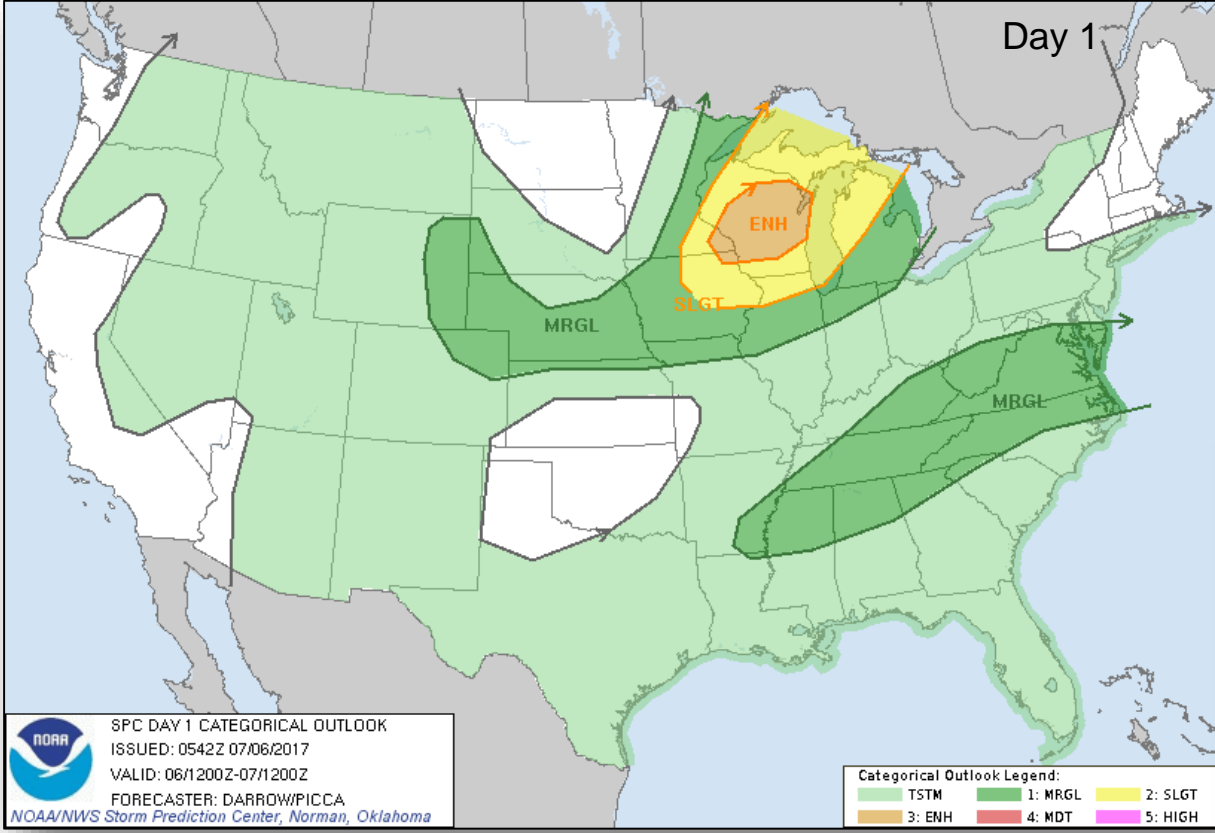 Day 1
ENH
SLGT
MRGL
MRGL
NOAA
SPC DAY 1 CATEGORICAL OUTLOOK
ISSUED: 0542Z 07/06/2017
VALID: 06/1200Z-07/1200Z
FORECASTER: DARROW/PICCA
NOAA/NWS Storm Prediction Center, Norman, Oklahoma
Categorical Outlook Legend:
TSTM 1: MRGL 2: SLGT
3: ENH 4: MDT 5: HIGH